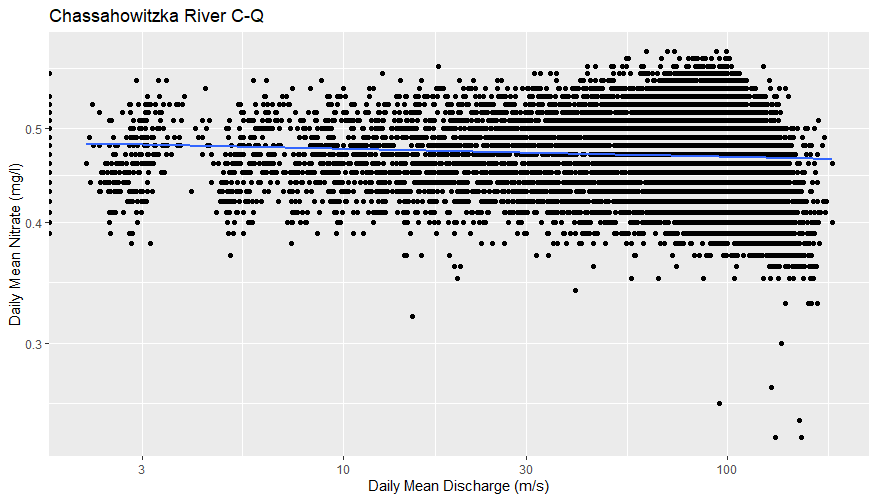 Chassahowitzka River C-Q
Daily Mean Nitrate (mg/l)
0.5
0.4
0.3
3
10
30
100
Daily Mean Discharge (m/s)